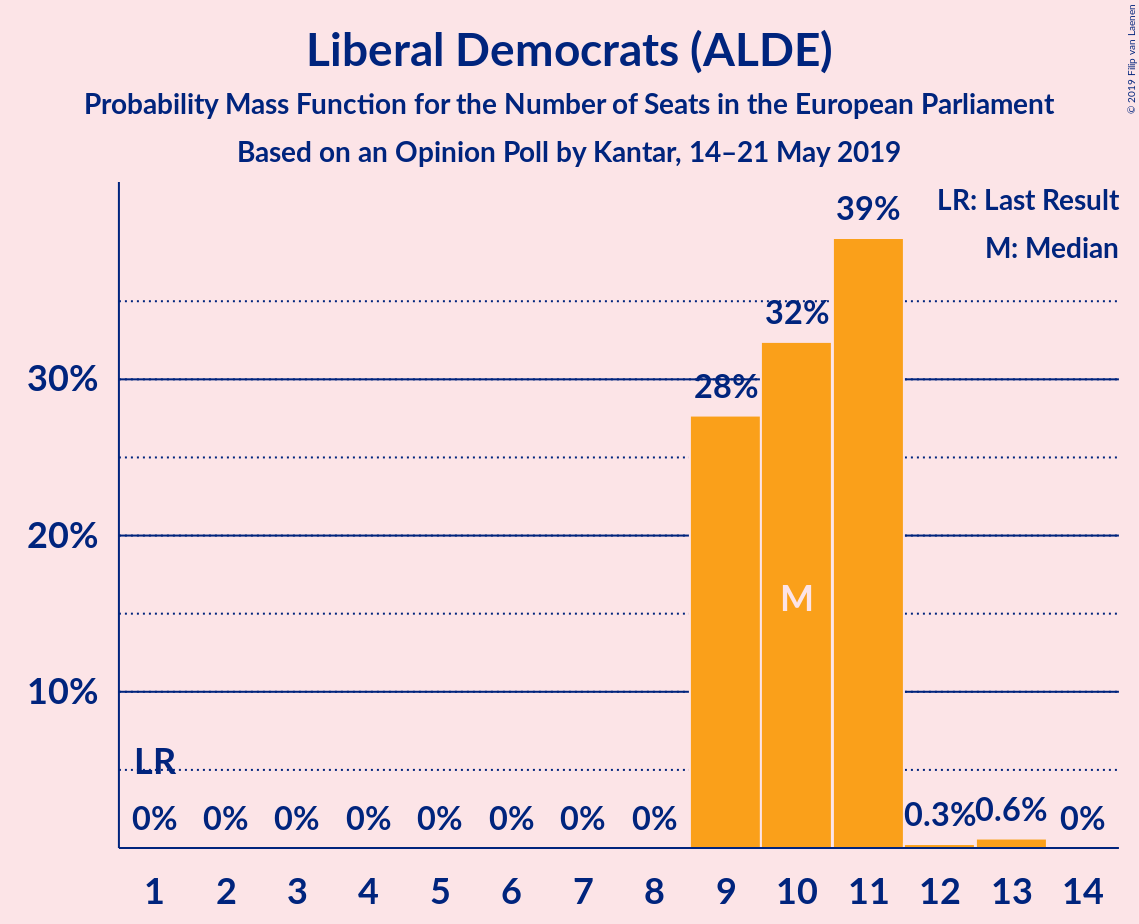 Liberal Democrats (ALDE)
Probability Mass Function for the Number of Seats in the European Parliament
Based on an Opinion Poll by Kantar, 14–21 May 2019
© 2019 Filip van Laenen
LR: Last Result
M: Median
39%
32%
28%
30%
20%
10%
M
LR
0% 0% 0% 0% 0% 0% 0% 0% 0.3% 0.6% 0%
1 2 3 4 5 6 7 8 9 10 11 12 13 14